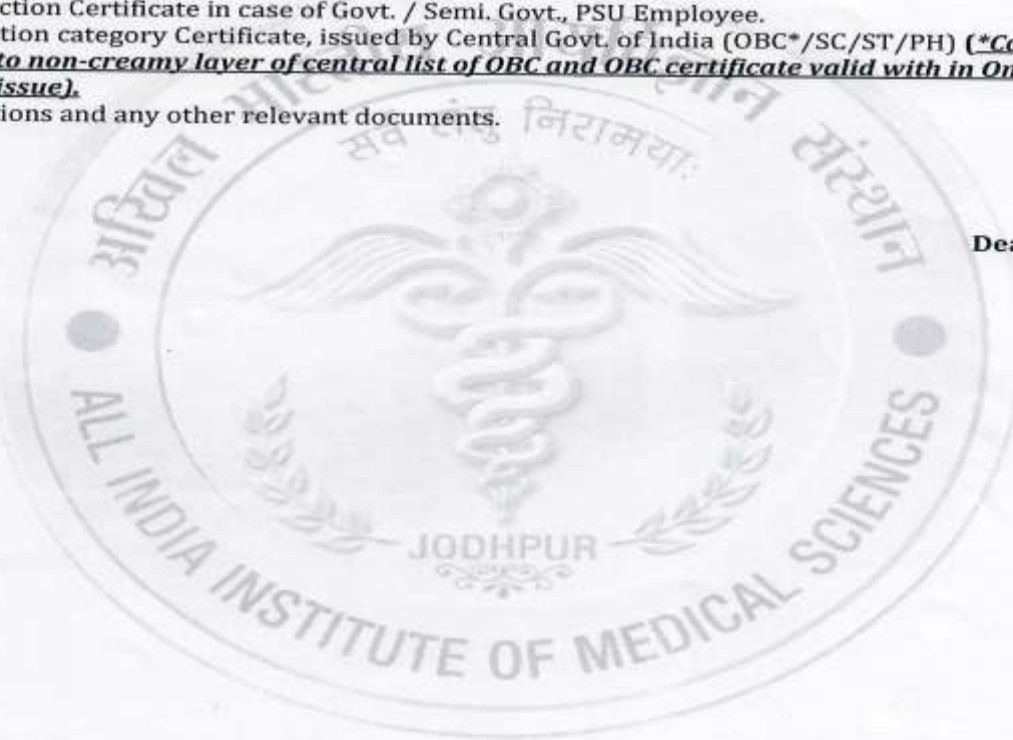 ction Certificate in case of Govt. / Semi. Govt., PSU Employee.
tion category Certificate, issued by Central Govt. of India (OBC*/SC/ST/PH) (*Co
to non-creamy layer of central list of OBC and OBC certificate valid with in On
issue).
ions and any other relevant documents.
सर्वे सन्तु निरामयाः
अखिल भारतीय आयुर्विज्ञान संस्थान
Dea
JODHPUR
ALL INDIA INSTITUTE OF MEDICAL SCIENCES